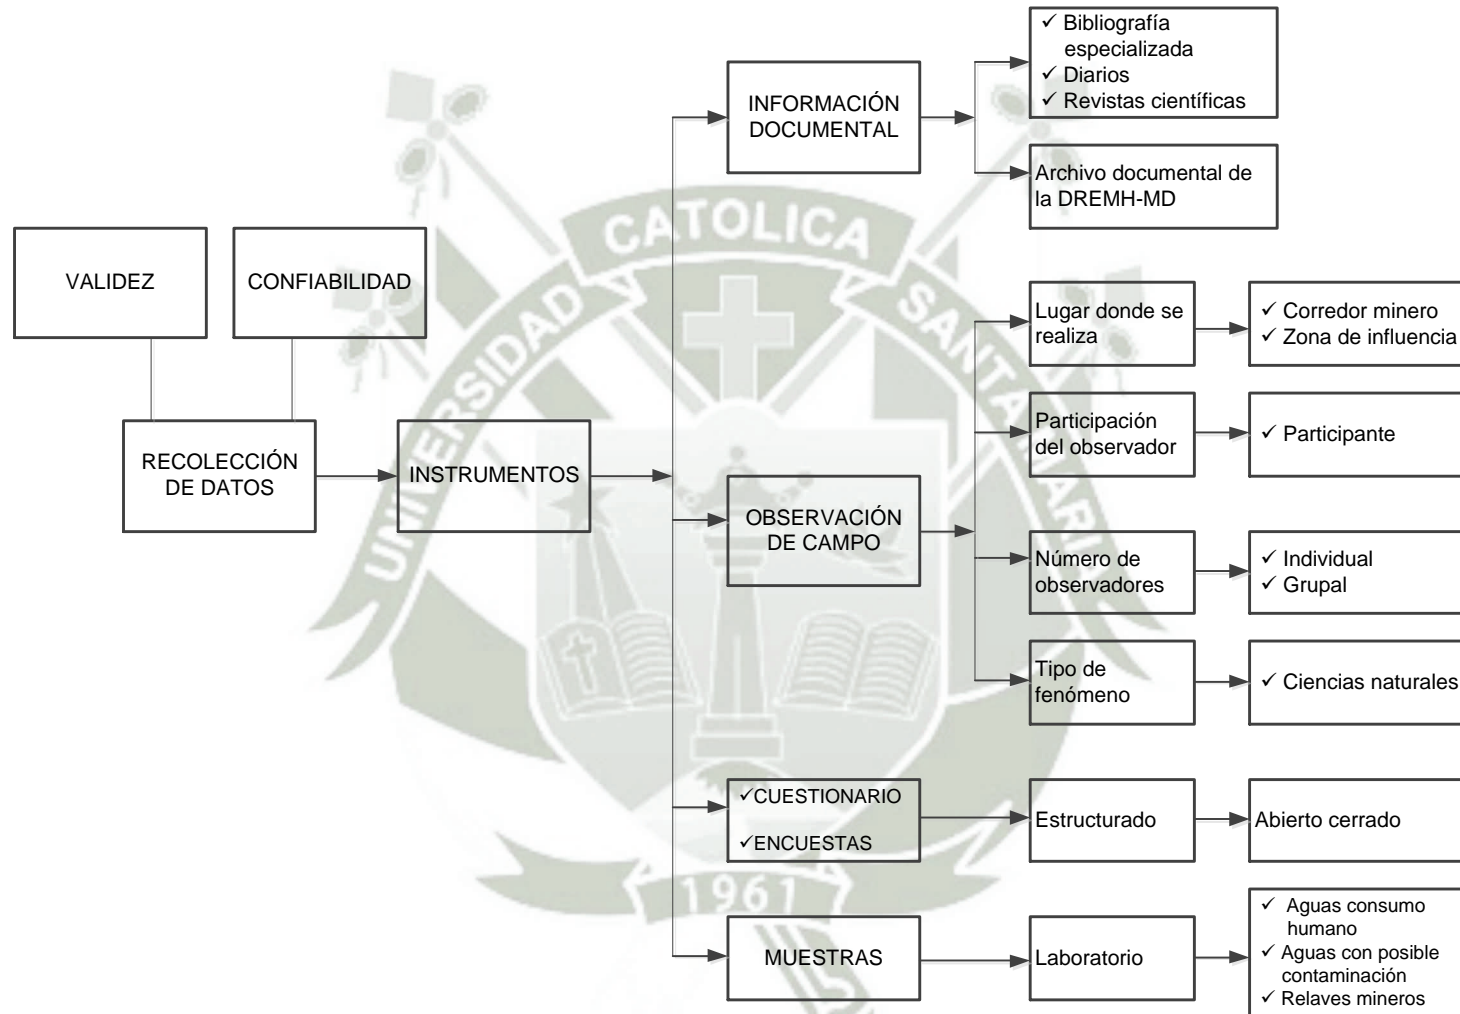 VALIDEZ
CONFIABILIDAD
RECOLECCIÓN
DE DATOS
INSTRUMENTOS
INFORMACIÓN
DOCUMENTAL
✓ Bibliografía
especializada
✓ Diarios
✓ Revistas científicas
Archivo documental de
la DREMH-MD
OBSERVACIÓN
DE CAMPO
Lugar donde se
realiza
✓ Corredor minero
✓ Zona de influencia
Participación
del observador
✓ Participante
Número de
observadores
✓ Individual
✓ Grupal
Tipo de
fenómeno
✓ Ciencias naturales
✓CUESTIONARIO
✓ENCUESTAS
Estructurado
Abierto cerrado
MUESTRAS
Laboratorio
✓ Aguas consumo
humano
✓ Aguas con posible
contaminación
✓ Relaves mineros
UNIVERSIDAD
CATOLICA
SANTA MARIA
1961